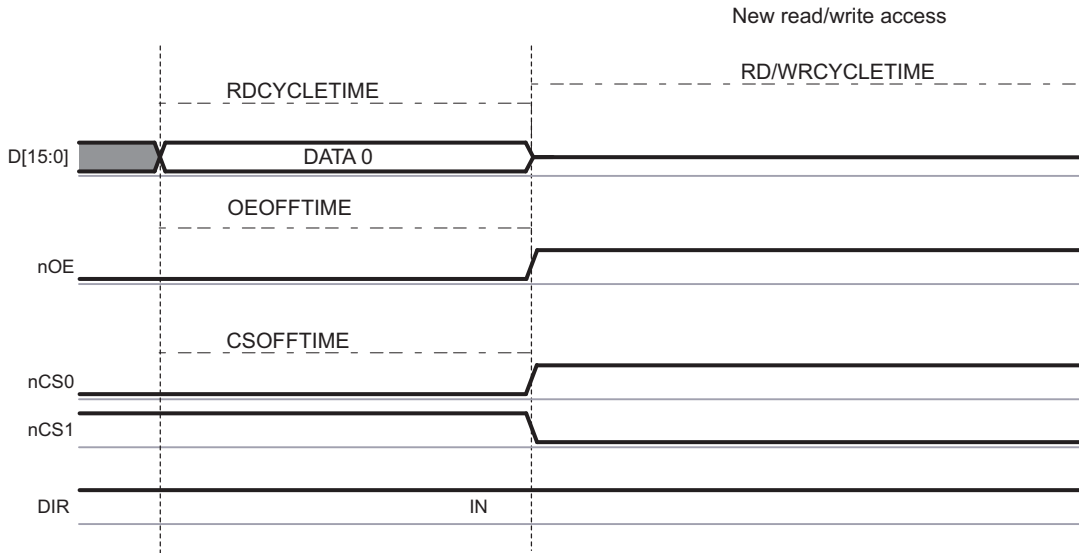 New read/write access
RDCYCLETIME
RD/WRCYCLETIME
D[15:0]
DATA 0
OEOFFTIME
nOE
CSOFFTIME
nCS0
nCS1
DIR
IN